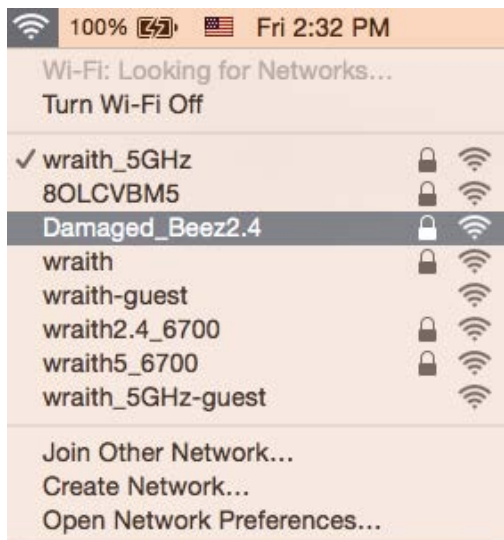 100% Fri 2:32 PM
Wi-Fi: Looking for Networks...
Turn Wi-Fi Off
wraith_5GHz
8OLCVBM5
Damaged_Beez2.4
wraith
wraith-guest
wraith2.4_6700
wraith5_6700
wraith_5GHz-guest
Join Other Network...
Create Network...
Open Network Preferences...